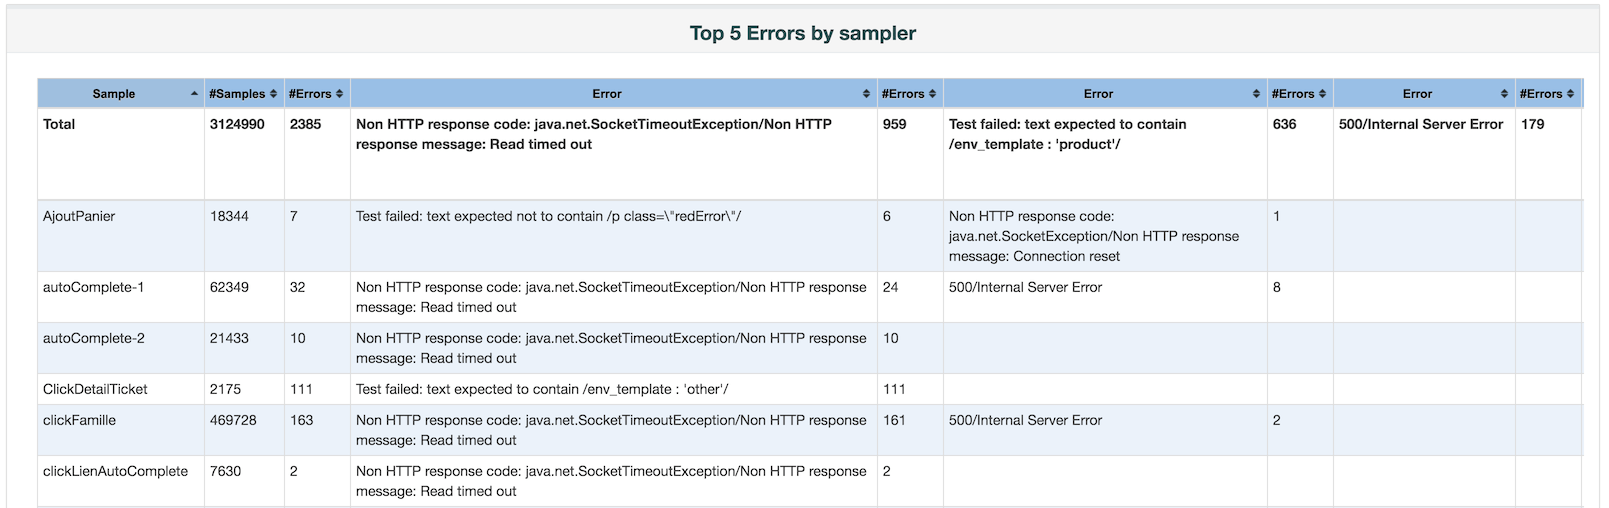 Top 5 Errors by sampler
Sample #Samples #Errors Error #Errors Error #Errors Error #Errors
Total 3124990 2385 Non HTTP response code: java.net.SocketTimeoutException/Non HTTP 959 Test failed: text expected to contain 636 500/Internal Server Error 179
response message: Read timed out /env_template : 'product'/
AjoutPanier 18344 7 Test failed: text expected not to contain /p class=\"redError\"/ 6 Non HTTP response code: 1
java.net.SocketException/Non HTTP response
message: Connection reset
autoComplete-1 62349 32 Non HTTP response code: java.net.SocketTimeoutException/Non HTTP response 24 500/Internal Server Error 8
message: Read timed out
autoComplete-2 21433 10 Non HTTP response code: java.net.SocketTimeoutException/Non HTTP response 10
message: Read timed out
ClickDetailTicket 2175 111 Test failed: text expected to contain /env_template : 'other'/ 111
clickFamille 469728 163 Non HTTP response code: java.net.SocketTimeoutException/Non HTTP response 161 500/Internal Server Error 2
message: Read timed out
clickLienAutoComplete 7630 2 Non HTTP response code: java.net.SocketTimeoutException/Non HTTP response 2
message: Read timed out